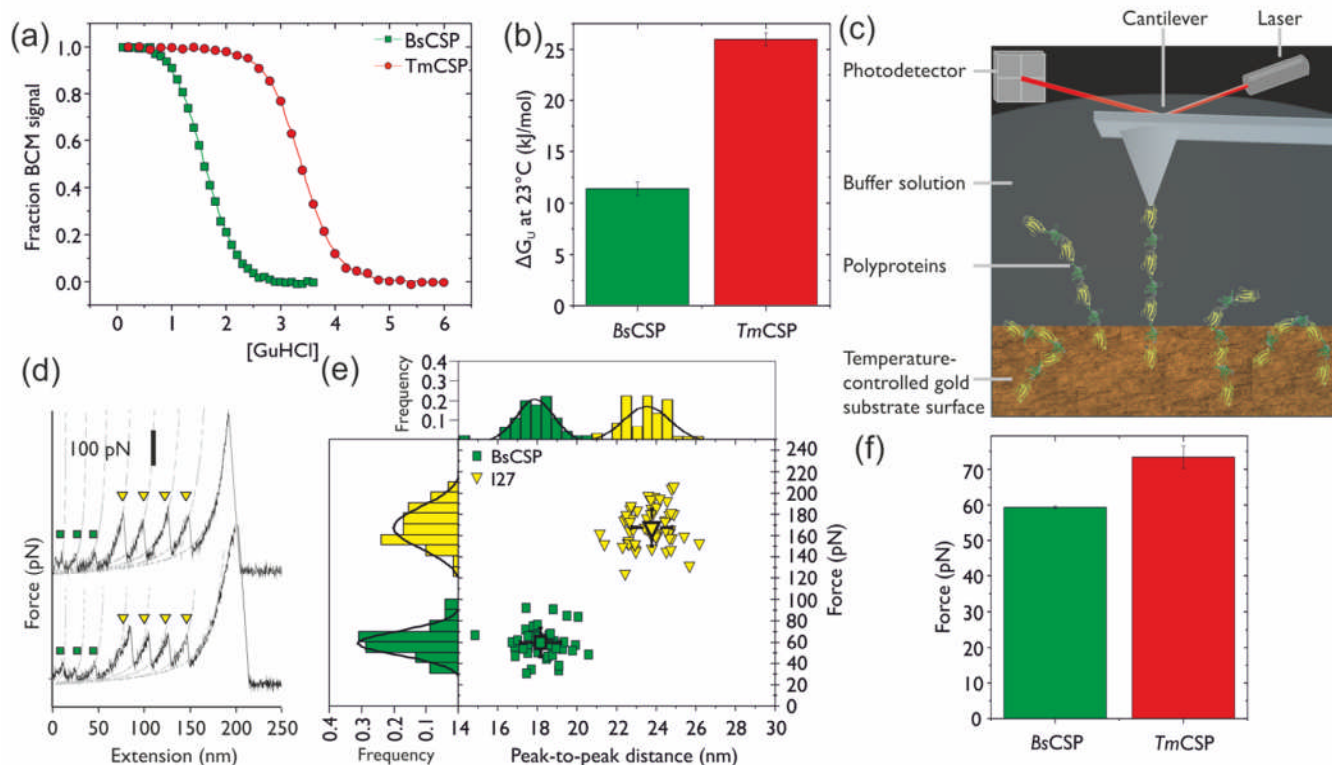 (a)
Fraction BCM signal
1.0
0.8
0.6
0.4
0.2
0.0
0 1 2 3 4 5 6
[GuHCl]
BsCSP
TmCSP
(b)
ΔGU at 23°C (kJ/mol)
25
20
15
10
5
0
BsCSP TmCSP
(c)
Cantilever
Laser
Photodetector
Buffer solution
Polyproteins
Temperature-
controlled gold
substrate surface
(d)
100 pN
Force (pN)
0 50 100 150 200 250
Extension (nm)
(e)
Frequency
0.4
0.3
0.2
0.1
BsCSP
I27
240
220
200
180
160
140
120
100
80
60
40
20
0
Force (pN)
0.4 0.3 0.2 0.1
Frequency
14 16 18 20 22 24 26 28 30
Peak-to-peak distance (nm)
(f)
Force (pN)
70
60
50
40
30
20
10
0
BsCSP TmCSP